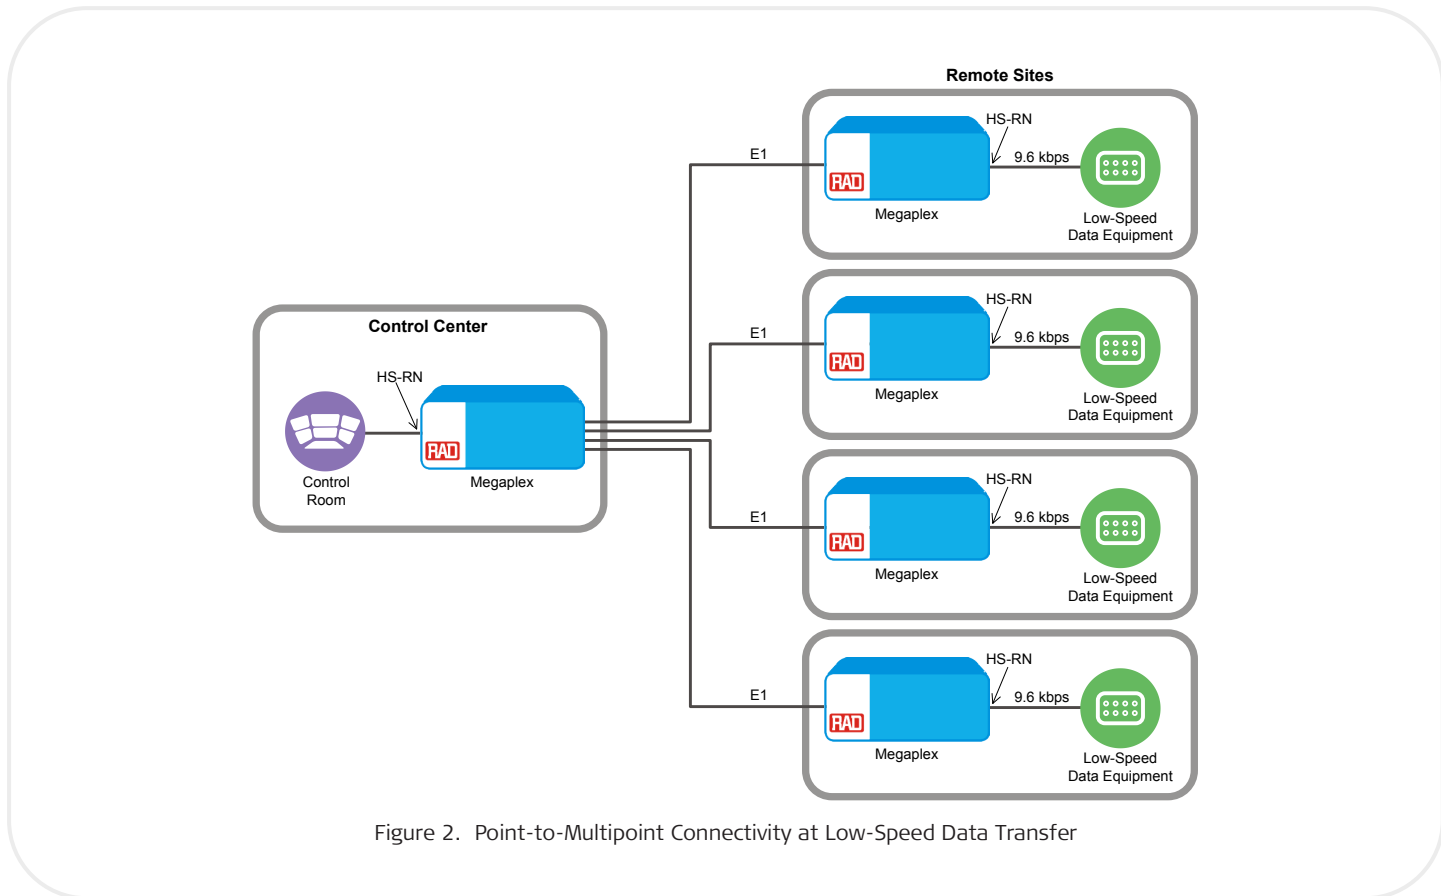 Remote Sites
HS-RN
E1
9.6 kbps
RAD
Megaplex
Low-Speed
Data Equipment
HS-RN
E1
9.6 kbps
RAD
Megaplex
Low-Speed
Data Equipment
Control Center
HS-RN
RAD
Control
Room
Megaplex
HS-RN
E1
9.6 kbps
RAD
Megaplex
Low-Speed
Data Equipment
HS-RN
E1
9.6 kbps
RAD
Megaplex
Low-Speed
Data Equipment
Figure 2. Point-to-Multipoint Connectivity at Low-Speed Data Transfer